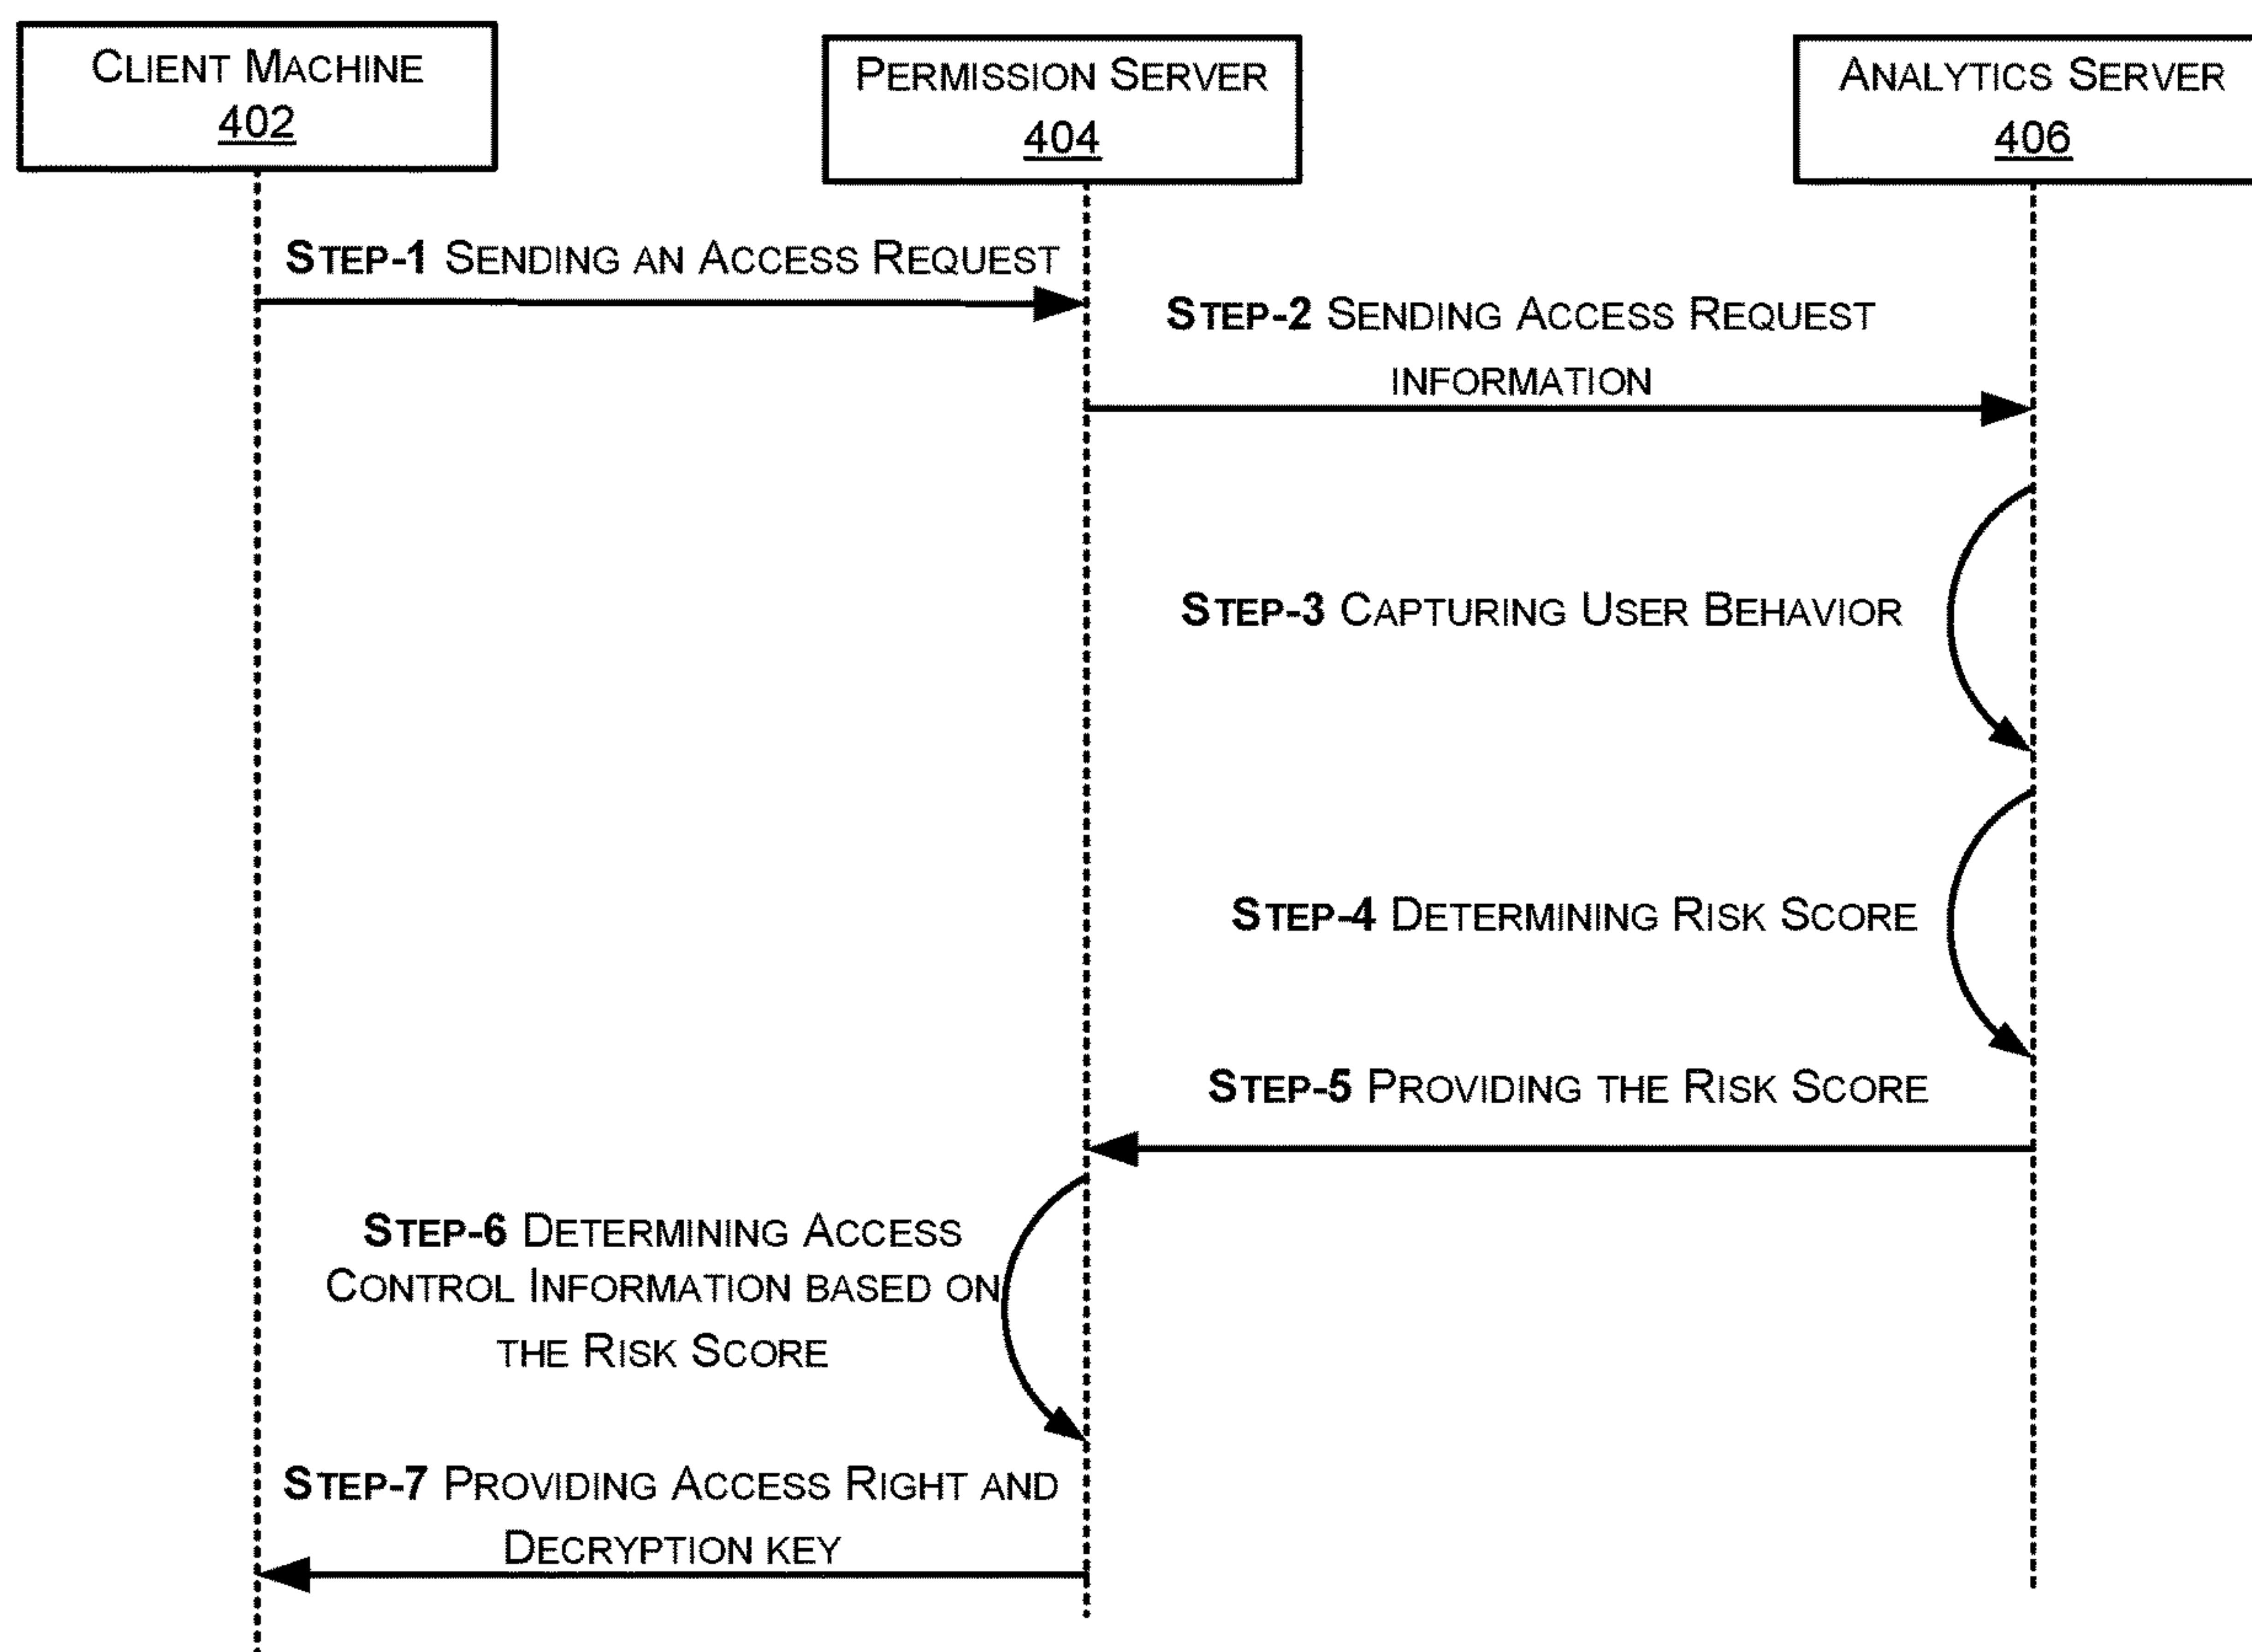 CLIENT MACHINE
402
PERMISSION SERVER
404
ANALYTICS SERVER
406
STEP-1 SENDING AN ACCESS REQUEST
STEP-2 SENDING ACCESS REQUEST
INFORMATION
STEP-3 CAPTURING USER BEHAVIOR
STEP-4 DETERMINING RISK SCORE
STEP-5 PROVIDING THE RISK SCORE
STEP-6 DETERMINING ACCESS
CONTROL INFORMATION BASED ON
THE RISK SCORE
STEP-7 PROVIDING ACCESS RIGHT AND
DECRYPTION KEY